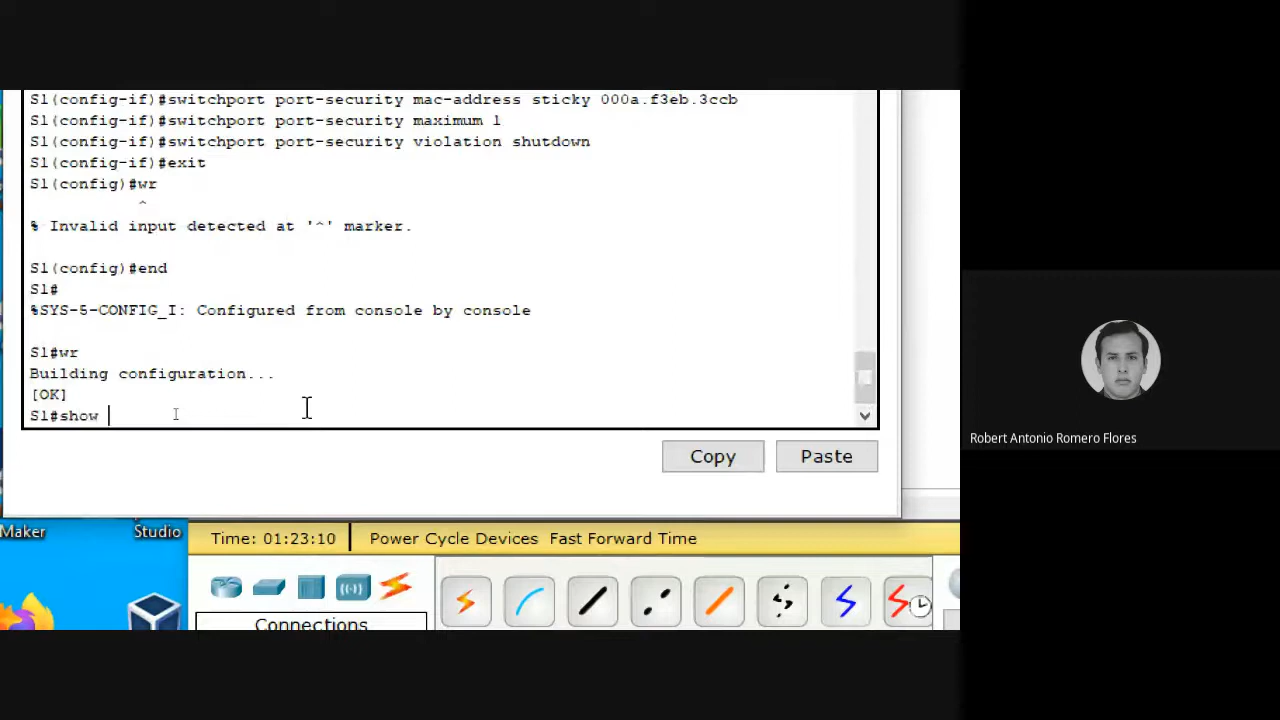 S1(config-if)#switchport port-security mac-address sticky 000a.f3eb.3ccb
S1(config-if)#switchport port-security maximum 1
S1(config-if)#switchport port-security violation shutdown
S1(config-if)#exit
S1(config)#wr
^
% Invalid input detected at '^' marker.
S1(config)#end
S1#
%SYS-5-CONFIG_I: Configured from console by console
S1#wr
Building configuration...
[OK]
S1#show
Copy
Paste
Robert Antonio Romero Flores
Maker
Studio
Time: 01:23:10
Power Cycle Devices Fast Forward Time
Connections